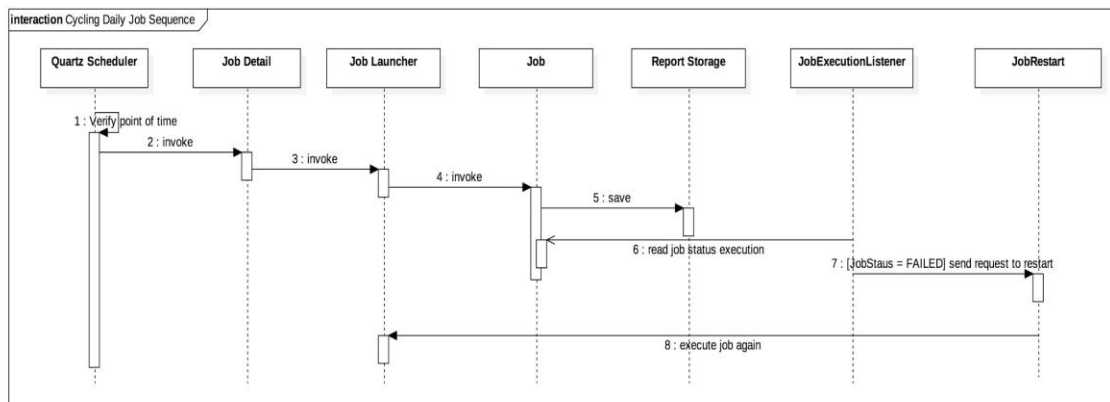 interaction Cycling Daily Job Sequence
Quartz Scheduler
Job Detail
Job Launcher
Job
Report Storage
JobExecutionListener
JobRestart
1 : Verify point of time
2 : invoke
3 : invoke
4 : invoke
5 : save
6 : read job status execution
7 : [JobStaus = FAILED] send request to restart
8 : execute job again